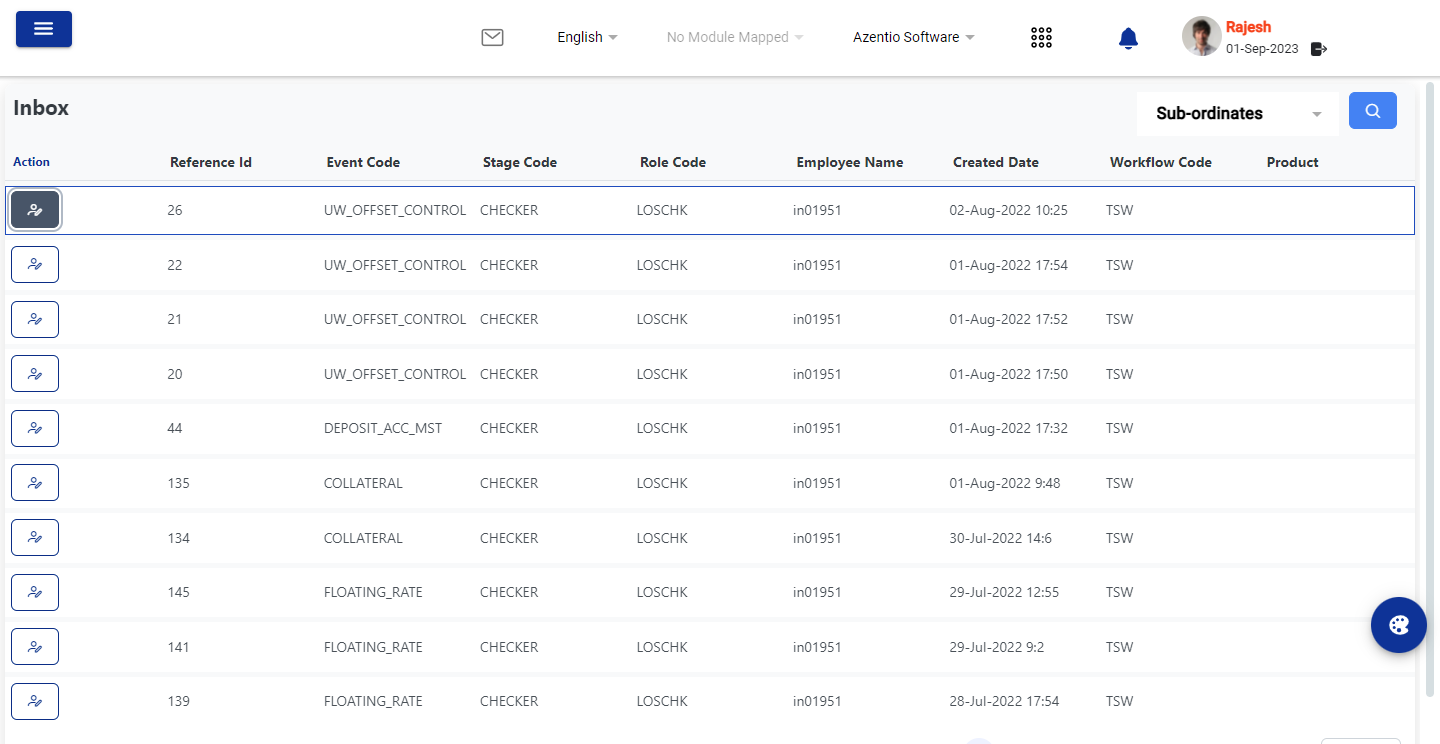 English No Module Mapped Azentio Software Rajesh
01-Sep-2023
Inbox Sub-ordinates
Action Reference Id Event Code Stage Code Role Code Employee Name Created Date Workflow Code Product
26 UW_OFFSET_CONTROL CHECKER LOSCHK in01951 02-Aug-2022 10:25 TSW
22 UW_OFFSET_CONTROL CHECKER LOSCHK in01951 01-Aug-2022 17:54 TSW
21 UW_OFFSET_CONTROL CHECKER LOSCHK in01951 01-Aug-2022 17:52 TSW
20 UW_OFFSET_CONTROL CHECKER LOSCHK in01951 01-Aug-2022 17:50 TSW
44 DEPOSIT_ACC_MST CHECKER LOSCHK in01951 01-Aug-2022 17:32 TSW
135 COLLATERAL CHECKER LOSCHK in01951 01-Aug-2022 9:48 TSW
134 COLLATERAL CHECKER LOSCHK in01951 30-Jul-2022 14:6 TSW
145 FLOATING_RATE CHECKER LOSCHK in01951 29-Jul-2022 12:55 TSW
141 FLOATING_RATE CHECKER LOSCHK in01951 29-Jul-2022 9:2 TSW
139 FLOATING_RATE CHECKER LOSCHK in01951 28-Jul-2022 17:54 TSW